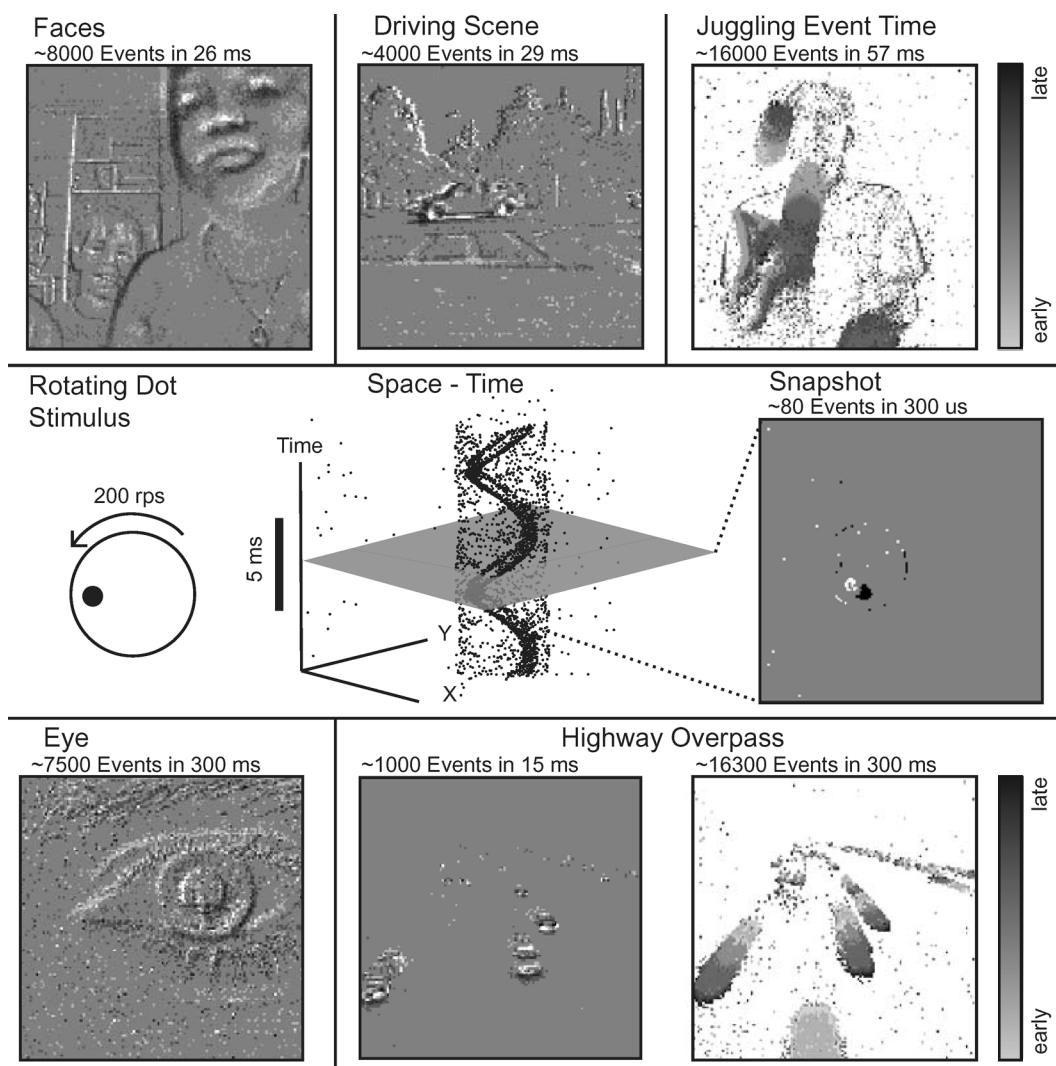 Faces
~8000 Events in 26 ms
Driving Scene
~4000 Events in 29 ms
Juggling Event Time
~16000 Events in 57 ms
late
early
Rotating Dot
Stimulus
200 rps
Space - Time
Time
5 ms
Y
X
Snapshot
~80 Events in 300 us
Eye
~7500 Events in 300 ms
Highway Overpass
~1000 Events in 15 ms
~16300 Events in 300 ms
late
early